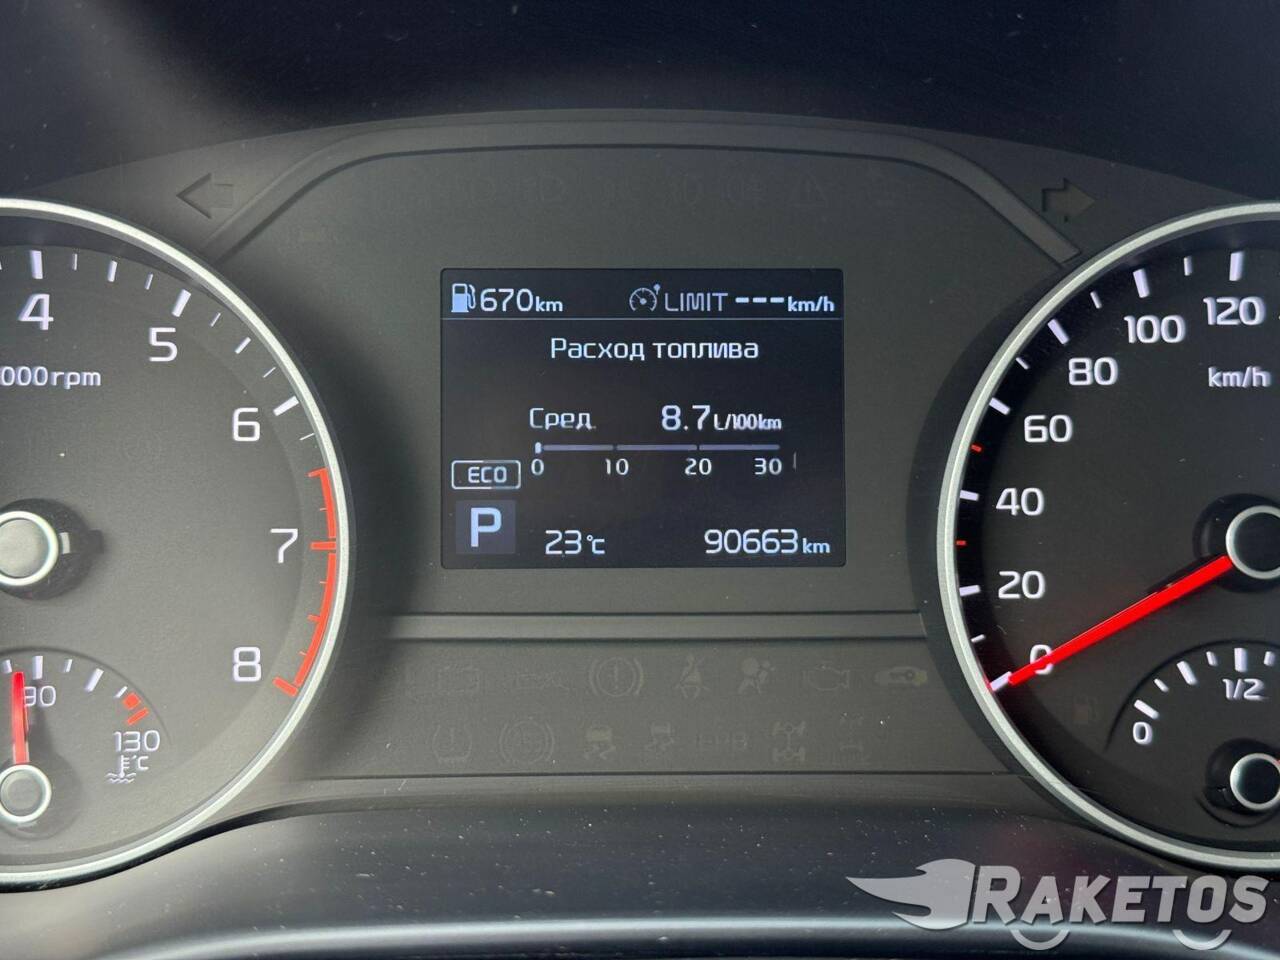 670km LIMIT ---km/h
Расход топлива
Сред. 8.7L/100km
0 10 20 30
ECO
P 23°C 90663km
4 5 6 7 8
000rpm
90 130
°C
0 20 40 60 80 100 120
km/h
0 1/2
RAKETOS